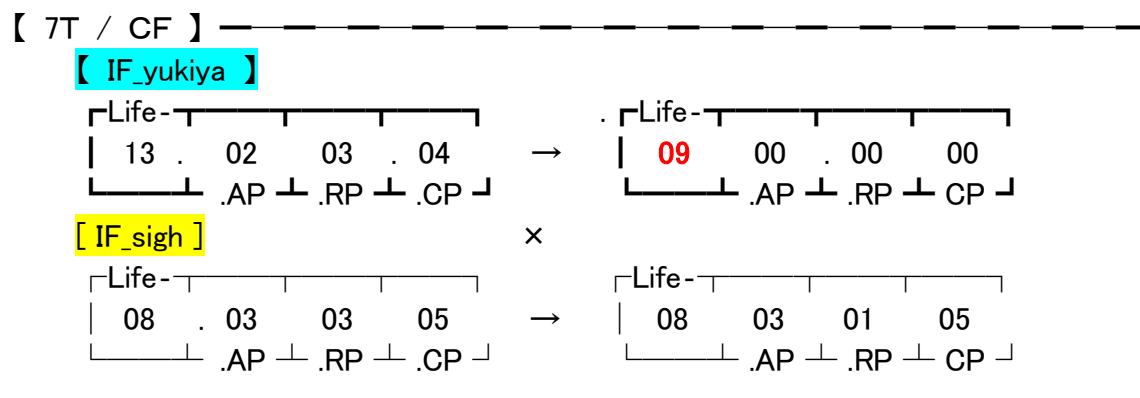 【 7T / CF 】━―━―━―━―━―━―━―━―━―━―━―━―━―━
【 IF_yukiya 】
┏━Life-┳━━━┳━━━┳━━━┓ . ┏━Life-┳━━━┳━━━┳━━━┓
┃ 13 . 02 03 . 04 → ┃ 09 00 . 00 00
┗━━━┻ .AP ┻ .RP ┻ .CP ┛ ┗━━━┻ .AP ┻ .RP ┻ CP ┛
[ IF_sigh ] ×
┌─Life-┬───┬───┬───┐ ┌─Life-┬───┬───┬───┐
│ 08 . 03 03 05 → │ 08 03 01 05
└───┴ .AP ┴ .RP ┴ .CP ┘ └───┴ .AP ┴ .RP ┴ CP ┘